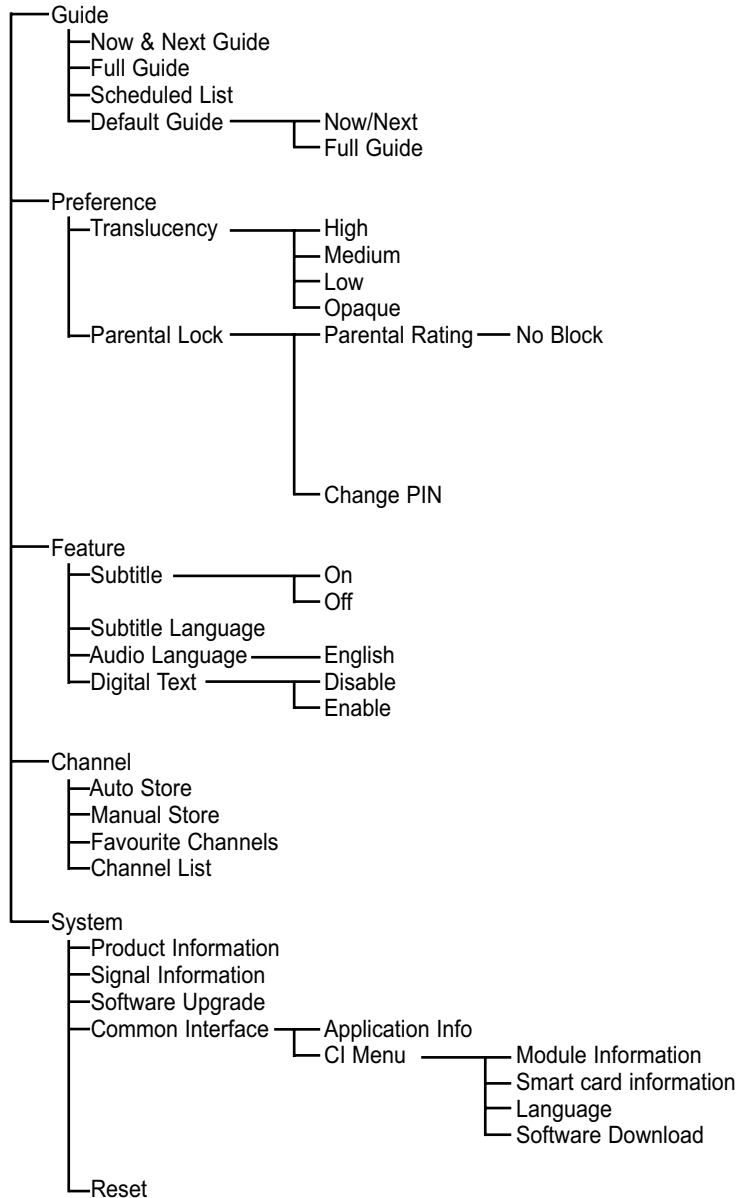 Guide
Now & Next Guide
Full Guide
Scheduled List
Default Guide Now/Next
Full Guide
Preference
Translucency High
Medium
Low
Opaque
Parental Lock Parental Rating No Block
Change PIN
Feature
Subtitle On
Off
Subtitle Language
Audio Language English
Digital Text Disable
Enable
Channel
Auto Store
Manual Store
Favourite Channels
Channel List
System
Product Information
Signal Information
Software Upgrade
Common Interface Application Info
CI Menu Module Information
Smart card information
Language
Software Download
Reset